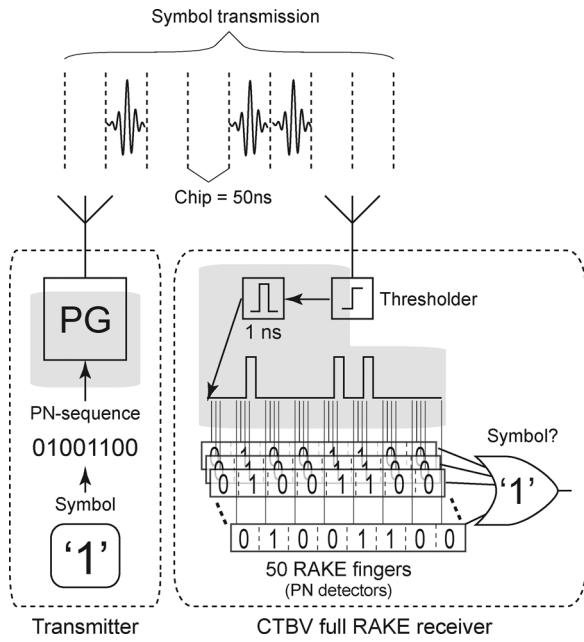 Symbol transmission
Chip = 50ns
PG
Thresholder
1 ns
PN-sequence
01001100
Symbol
'1'
Symbol?
'1'
0 1 0 0 1 1 0 0
0 1 0 0 1 1 0 0
50 RAKE fingers
(PN detectors)
Transmitter
CTBV full RAKE receiver